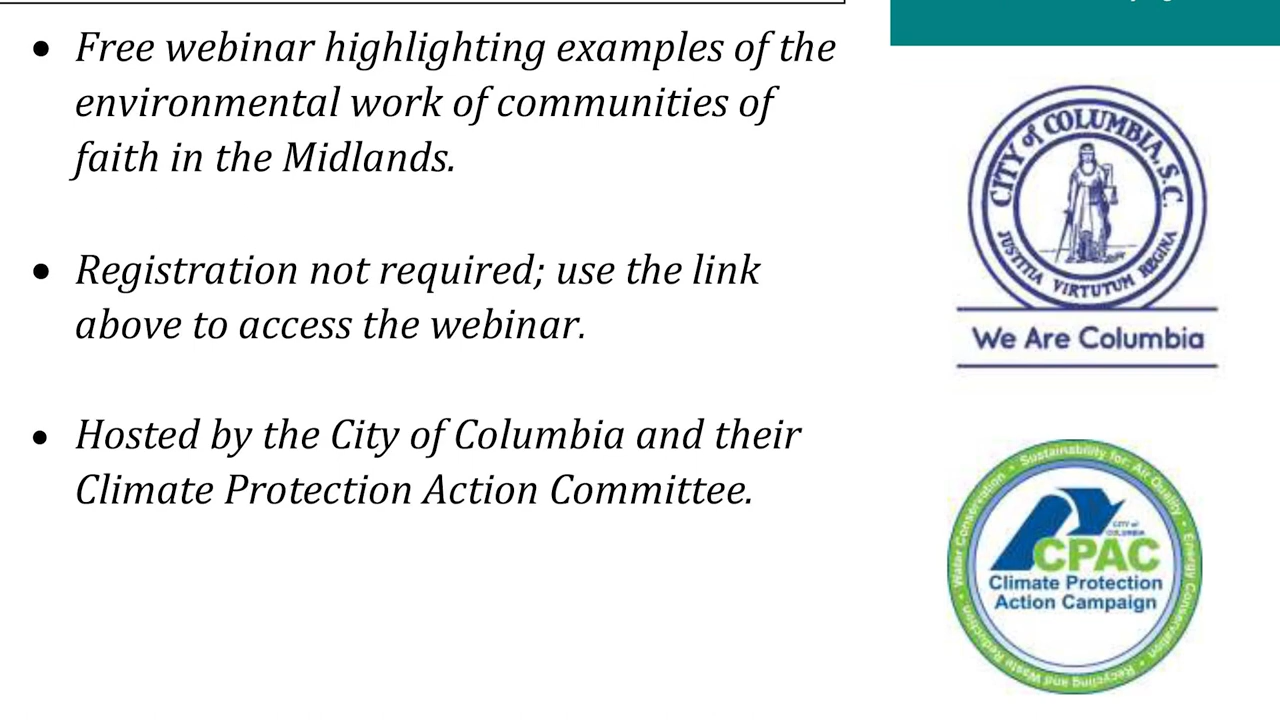 • Free webinar highlighting examples of the
environmental work of communities of
faith in the Midlands.
• Registration not required; use the link
above to access the webinar.
• Hosted by the City of Columbia and their
Climate Protection Action Committee.
CITY of COLUMBIA, S.C.
JUSTITIA VIRTUTUM REGINA
We Are Columbia
Sustainability for: Air Quality • Energy Conservation • Recycling and Waste Reduction • Water Conservation •
CITY of
COLUMBIA
CPAC
Climate Protection
Action Campaign